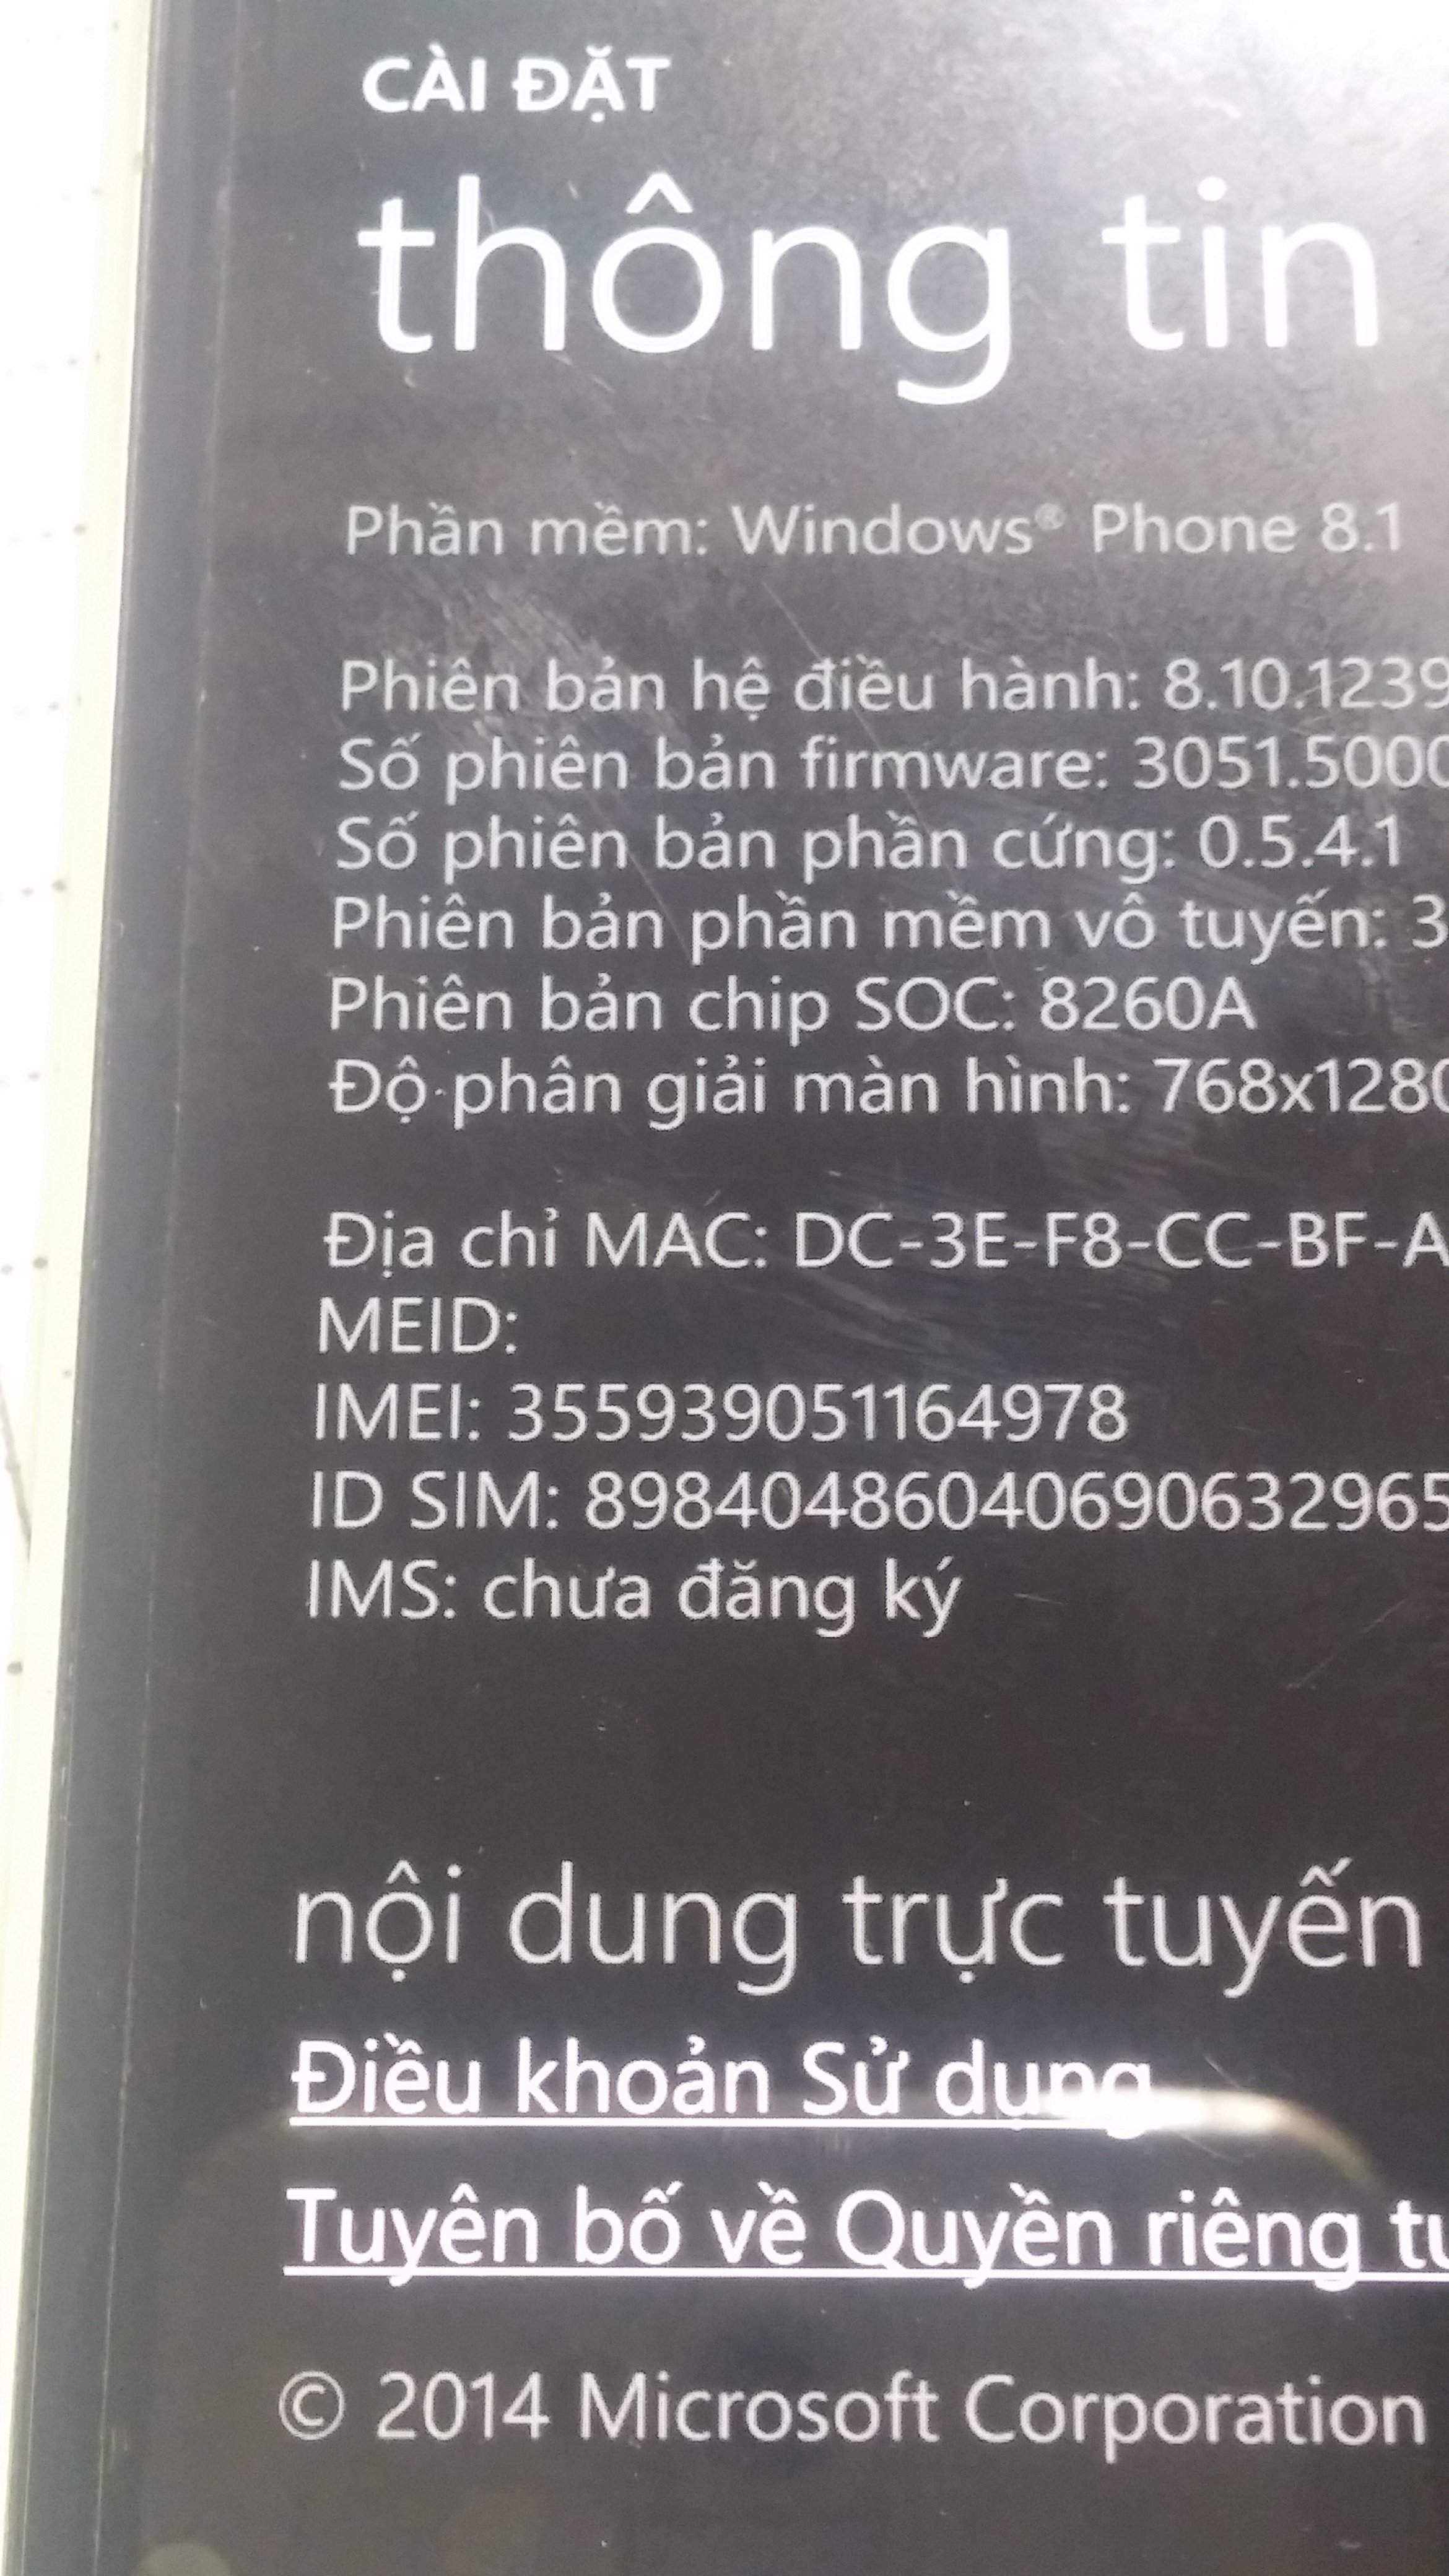 CÀI ĐẶT
thông tin
Phần mềm: Windows® Phone 8.1
Phiên bản hệ điều hành: 8.10.1239
Số phiên bản firmware: 3051.5000
Số phiên bản phần cứng: 0.5.4.1
Phiên bản phần mềm vô tuyến: 3
Phiên bản chip SOC: 8260A
Độ phân giải màn hình: 768x1280
Địa chỉ MAC: DC-3E-F8-CC-BF-A
MEID:
IMEI: 355939051164978
ID SIM: 89840486040690632965
IMS: chưa đăng ký
nội dung trực tuyến
Điều khoản Sử dụng
Tuyên bố về Quyền riêng tư
© 2014 Microsoft Corporation